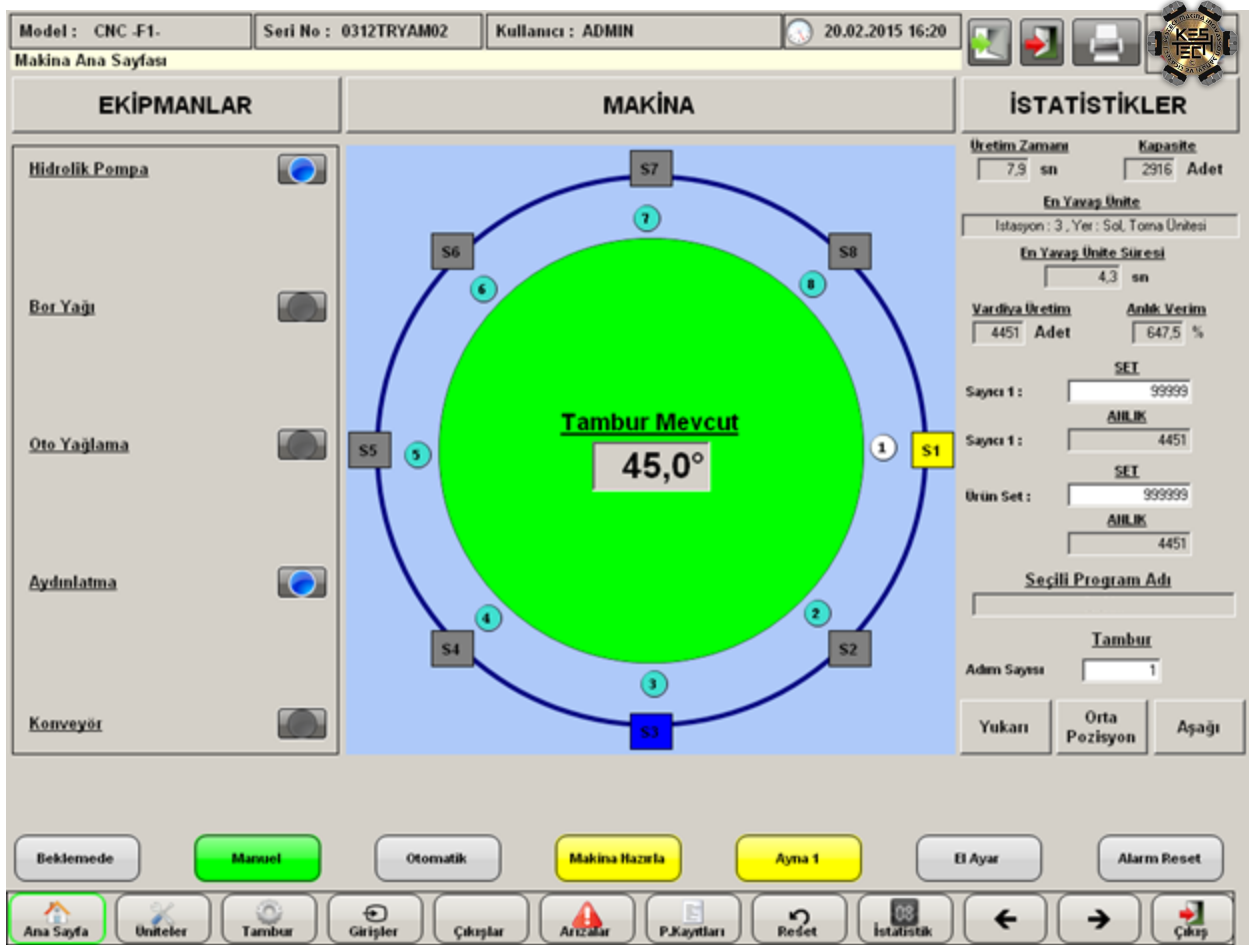 Model : CNC -F1-
Seri No : 0312TRYAM02
Kullanıcı : ADMIN
20.02.2015 16:20
KES
TECH
Makina Ana Sayfası
EKİPMANLAR
MAKİNA
İSTATİSTİKLER
Hidrolik Pompa
Bor Yağı
Oto Yağlama
Aydınlatma
Konveyör
S7
7
S6
S8
6
8
Tambur Mevcut
45,0°
S5
5
1
S1
4
2
S4
S2
3
S3
Üretim Zamanı Kapasite
7,9 sn 2916 Adet
En Yavaş Ünite
Istasyon : 3 , Yer : Sol, Torna Ünitesi
En Yavaş Ünite Süresi
4,3 sn
Vardiya Üretim Anlık Verim
4451 Adet 647,5 %
SET
Sayıcı 1 : 99999
ANLIK
Sayıcı 1 : 4451
SET
Ürün Set : 999999
ANLIK
4451
Seçili Program Adı
Tambur
Adım Sayısı 1
Yukarı
Orta
Pozisyon
Aşağı
Beklemede
Manuel
Otomatik
Makina Hazırla
Ayna 1
El Ayar
Alarm Reset
Ana Sayfa
Üniteler
Tambur
Girişler
Çıkışlar
Arızalar
P.Kayıtları
Reset
İstatistik
Çıkış